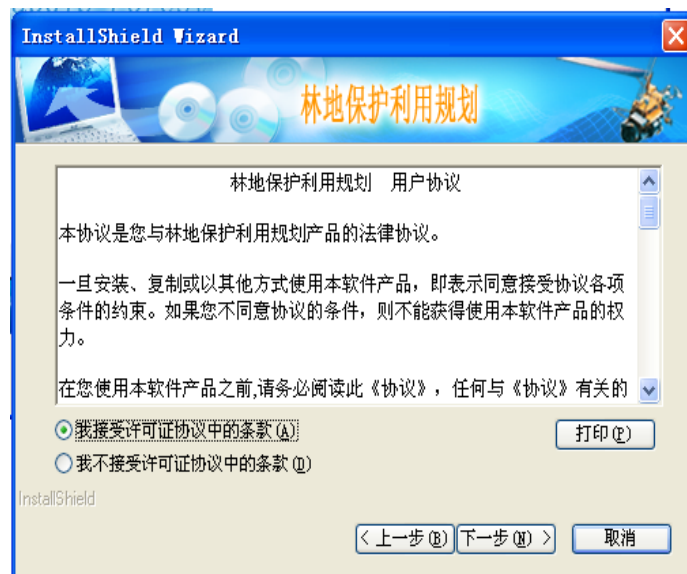 InstallShield Wizard
林地保护利用规划
林地保护利用规划 用户协议
本协议是您与林地保护利用规划产品的法律协议。
一旦安装、复制或以其他方式使用本软件产品，即表示同意接受协议各项
条件的约束。如果您不同意协议的条件，则不能获得使用本软件产品的权
力。
在您使用本软件产品之前,请务必阅读此《协议》，任何与《协议》有关的
我接受许可证协议中的条款(A)
打印(P)
我不接受许可证协议中的条款(D)
InstallShield
< 上一步(B) 下一步(N) > 取消